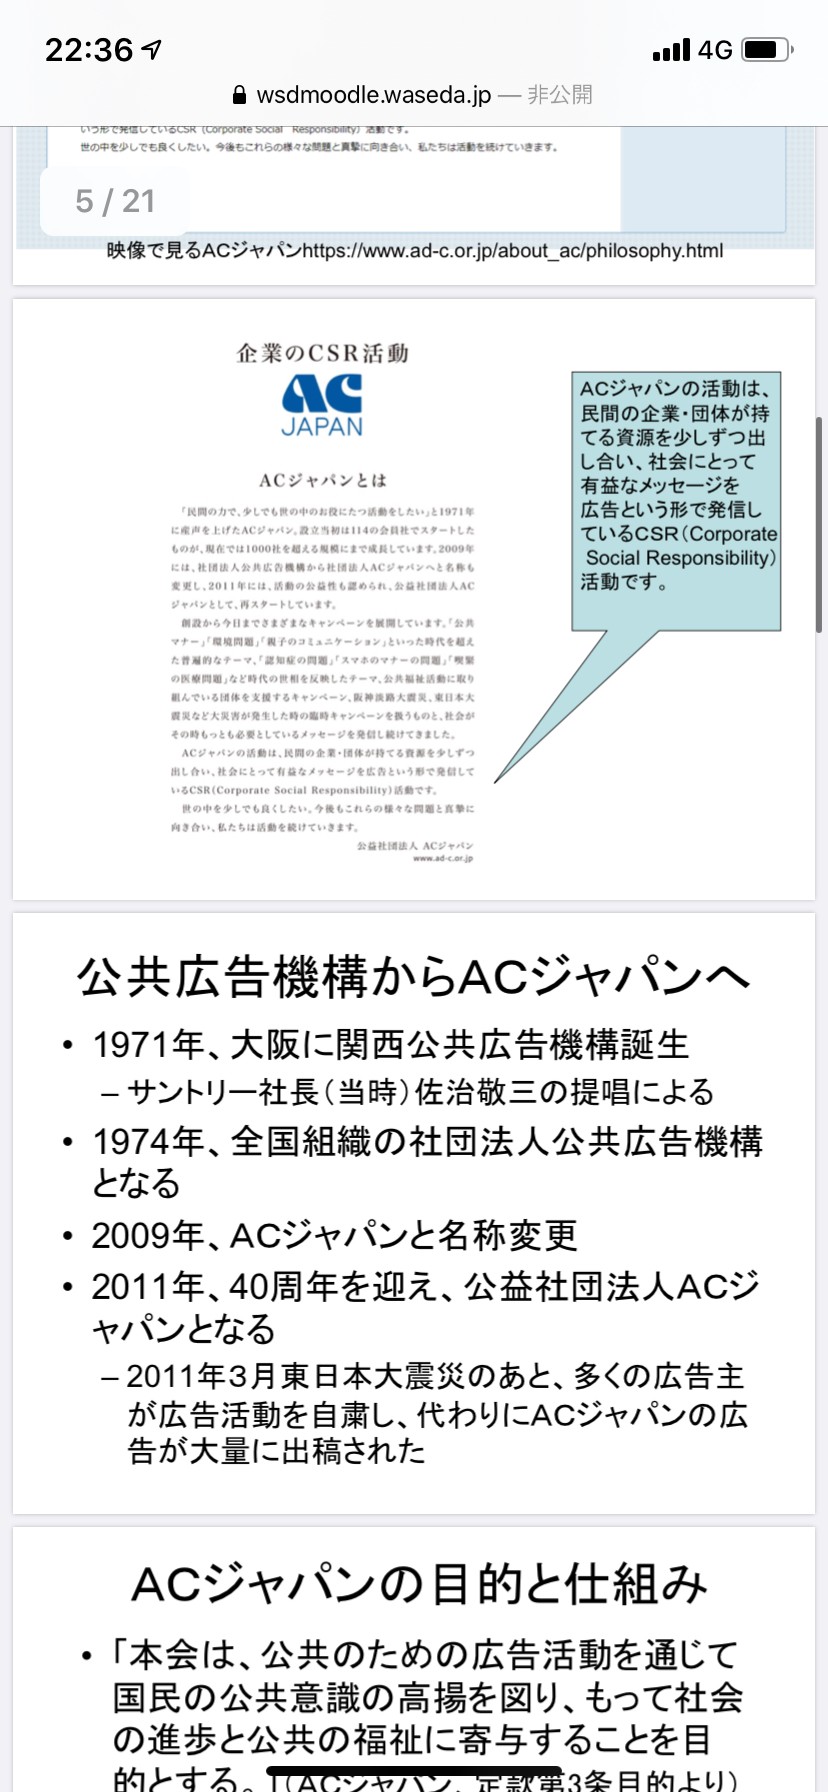 22:36
4G
wsdmoodle.waseda.jp — 非公開
いう形で発信しているCSR（Corporate Social Responsibility）活動です。
世の中を少しでも良くしたい。今後もこれらの様々な問題と真摯に向き合い、私たちは活動を続けていきます。
5 / 21
映像で見るACジャパンhttps://www.ad-c.or.jp/about_ac/philosophy.html
企業のCSR活動
AC
JAPAN
ACジャパンとは
「民間の力で、少しでも世の中のお役にたつ活動をしたい」と1971年
に産声を上げたACジャパン。設立当初は114の会員社でスタートした
ものが、現在では1000社を超える規模にまで成長しています。2009年
には、社団法人公共広告機構から社団法人ACジャパンへと名称も
変更し、2011年には、活動の公益性も認められ、公益社団法人AC
ジャパンとして、再スタートしています。
創設から今日までさまざまなキャンペーンを展開しています。「公共
マナー」「環境問題」「親子のコミュニケーション」といった時代を超え
た普遍的なテーマ、「認知症の問題」「スマホのマナーの問題」「喫緊
の医療問題」など時代の世相を反映したテーマ、公共福祉活動に取り
組んでいる団体を支援するキャンペーン、阪神淡路大震災、東日本大
震災など大災害が発生した時の臨時キャンペーンを扱うものと、社会が
その時もっとも必要としているメッセージを発信し続けてきました。
ACジャパンの活動は、民間の企業・団体が持てる資源を少しずつ
出し合い、社会にとって有益なメッセージを広告という形で発信して
いるCSR(Corporate Social Responsibility)活動です。
世の中を少しでも良くしたい。今後もこれらの様々な問題と真摯に
向き合い、私たちは活動を続けていきます。
公益社団法人 ACジャパン
www.ad-c.or.jp
ACジャパンの活動は、
民間の企業・団体が持
てる資源を少しずつ出
し合い、社会にとって
有益なメッセージを
広告という形で発信し
ているCSR（Corporate
Social Responsibility）
活動です。
公共広告機構からACジャパンへ
• 1971年、大阪に関西公共広告機構誕生
– サントリー社長（当時）佐治敬三の提唱による
• 1974年、全国組織の社団法人公共広告機構
となる
• 2009年、ACジャパンと名称変更
• 2011年、40周年を迎え、公益社団法人ACジ
ャパンとなる
– 2011年３月東日本大震災のあと、多くの広告主
が広告活動を自粛し、代わりにACジャパンの広
告が大量に出稿された
ACジャパンの目的と仕組み
• 「本会は、公共のための広告活動を通じて
国民の公共意識の高揚を図り、もって社会
の進歩と公共の福祉に寄与することを目
的とする。」（ACジャパン、定款第3条目的より）